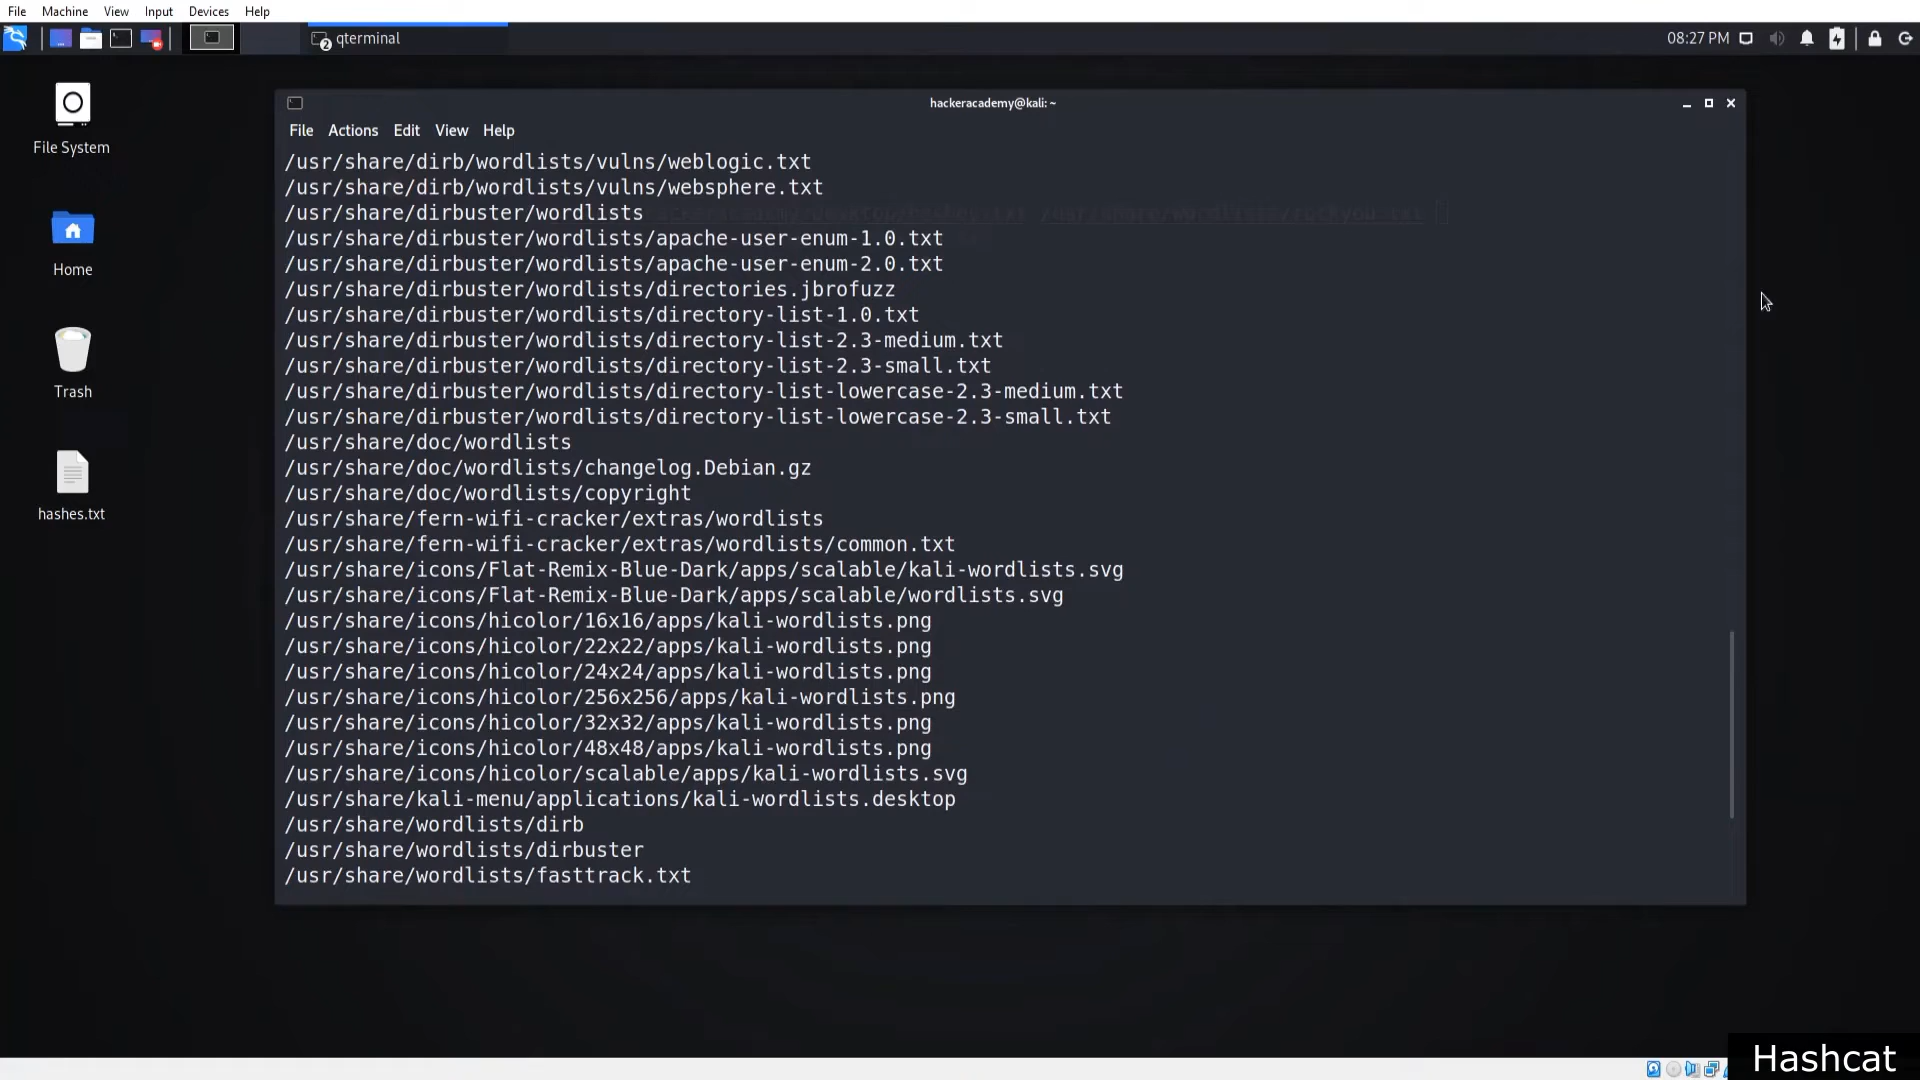 File Machine View Input Devices Help
2 qterminal
08:27 PM
File System
Home
Trash
hashes.txt
hackeracademy@kali: ~
File Actions Edit View Help
/usr/share/dirb/wordlists/vulns/weblogic.txt
/usr/share/dirb/wordlists/vulns/websphere.txt
/usr/share/dirbuster/wordlists
/usr/share/dirbuster/wordlists/apache-user-enum-1.0.txt
/usr/share/dirbuster/wordlists/apache-user-enum-2.0.txt
/usr/share/dirbuster/wordlists/directories.jbrofuzz
/usr/share/dirbuster/wordlists/directory-list-1.0.txt
/usr/share/dirbuster/wordlists/directory-list-2.3-medium.txt
/usr/share/dirbuster/wordlists/directory-list-2.3-small.txt
/usr/share/dirbuster/wordlists/directory-list-lowercase-2.3-medium.txt
/usr/share/dirbuster/wordlists/directory-list-lowercase-2.3-small.txt
/usr/share/doc/wordlists
/usr/share/doc/wordlists/changelog.Debian.gz
/usr/share/doc/wordlists/copyright
/usr/share/fern-wifi-cracker/extras/wordlists
/usr/share/fern-wifi-cracker/extras/wordlists/common.txt
/usr/share/icons/Flat-Remix-Blue-Dark/apps/scalable/kali-wordlists.svg
/usr/share/icons/Flat-Remix-Blue-Dark/apps/scalable/wordlists.svg
/usr/share/icons/hicolor/16x16/apps/kali-wordlists.png
/usr/share/icons/hicolor/22x22/apps/kali-wordlists.png
/usr/share/icons/hicolor/24x24/apps/kali-wordlists.png
/usr/share/icons/hicolor/256x256/apps/kali-wordlists.png
/usr/share/icons/hicolor/32x32/apps/kali-wordlists.png
/usr/share/icons/hicolor/48x48/apps/kali-wordlists.png
/usr/share/icons/hicolor/scalable/apps/kali-wordlists.svg
/usr/share/kali-menu/applications/kali-wordlists.desktop
/usr/share/wordlists/dirb
/usr/share/wordlists/dirbuster
/usr/share/wordlists/fasttrack.txt
Hashcat